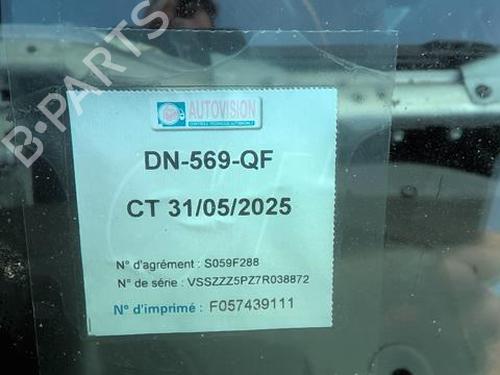 B-PARTS
AUTOVISION
DN-569-QF
CT 31/05/2025
N° d'agrément : S059F288
N° de série : VSSZZZ5PZ7R038872
N° d'imprimé : F057439111